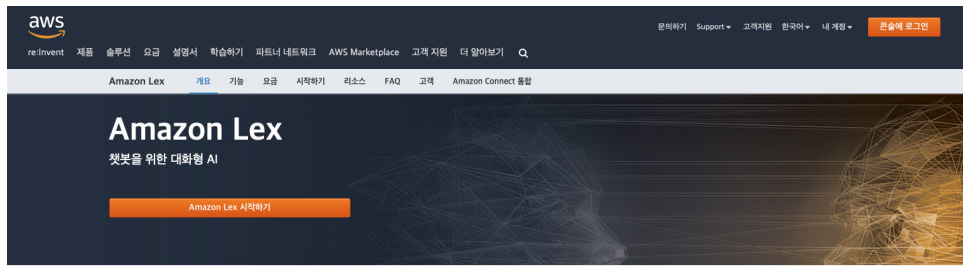 aws
문의하기 Support 고객지원 한국어 내 계정 콘솔에 로그인
re:Invent 제품 솔루션 요금 설명서 학습하기 파트너 네트워크 AWS Marketplace 고객 지원 더 알아보기
Amazon Lex 개요 기능 요금 시작하기 리소스 FAQ 고객 Amazon Connect 통합
Amazon Lex
챗봇을 위한 대화형 AI
Amazon Lex 시작하기